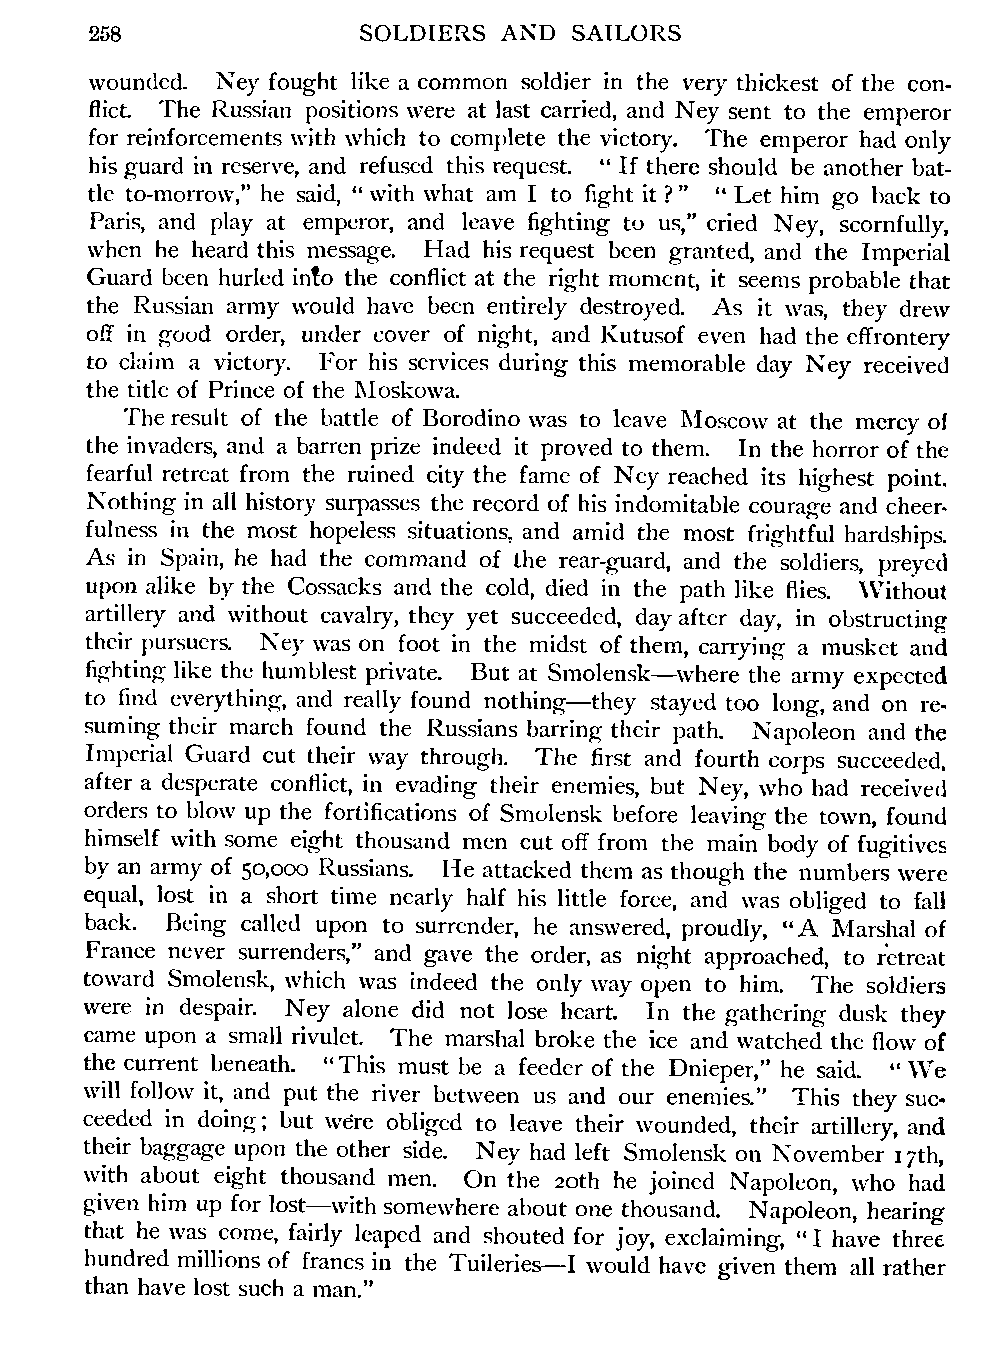 258 SOLDIERS AND SAILORS
wounded. Ney fought like a common soldier in the very thickest of the con-
flict. The Russian positions were at last carried, and Ney sent to the emperor
for reinforcements with which to complete the victory. The emperor had only
his guard in reserve, and refused this request. “ If there should be another bat-
tle to-morrow,” he said, “ with what am I to fight it ? ” “ Let him go back to
Paris, and play at emperor, and leave fighting to us,” cried Ney, scornfully,
when he heard this message. Had his request been granted, and the Imperial
Guard been hurled into the conflict at the right moment, it seems probable that
the Russian army would have been entirely destroyed. As it was, they drew
off in good order, under cover of night, and Kutusof even had the effrontery
to claim a victory. For his services during this memorable day Ney received
the title of Prince of the Moskowa.
The result of the battle of Borodino was to leave Moscow at the mercy of
the invaders, and a barren prize indeed it proved to them. In the horror of the
fearful retreat from the ruined city the fame of Ney reached its highest point.
Nothing in all history surpasses the record of his indomitable courage and cheer-
fulness in the most hopeless situations, and amid the most frightful hardships.
As in Spain, he had the command of the rear-guard, and the soldiers, preyed
upon alike by the Cossacks and the cold, died in the path like flies. Without
artillery and without cavalry, they yet succeeded, day after day, in obstructing
their pursuers. Ney was on foot in the midst of them, carrying a musket and
fighting like the humblest private. But at Smolensk—where the army expected
to find everything, and really found nothing—they stayed too long, and on re-
suming their march found the Russians barring their path. Napoleon and the
Imperial Guard cut their way through. The first and fourth corps succeeded,
after a desperate conflict, in evading their enemies, but Ney, who had received
orders to blow up the fortifications of Smolensk before leaving the town, found
himself with some eight thousand men cut off from the main body of fugitives
by an army of 50,000 Russians. He attacked them as though the numbers were
equal, lost in a short time nearly half his little force, and was obliged to fall
back. Being called upon to surrender, he answered, proudly, “A Marshal of
France never surrenders,” and gave the order, as night approached, to retreat
toward Smolensk, which was indeed the only way open to him. The soldiers
were in despair. Ney alone did not lose heart. In the gathering dusk they
came upon a small rivulet. The marshal broke the ice and watched the flow of
the current beneath. “This must be a feeder of the Dnieper,” he said. “ We
will follow it, and put the river between us and our enemies.” This they suc-
ceeded in doing; but were obliged to leave their wounded, their artillery, and
their baggage upon the other side. Ney had left Smolensk on November 17th,
with about eight thousand men. On the 20th he joined Napoleon, who had
given him up for lost—with somewhere about one thousand. Napoleon, hearing
that he was come, fairly leaped and shouted for joy, exclaiming, “ I have three
hundred millions of francs in the Tuileries—I would have given them all rather
than have lost such a man.”